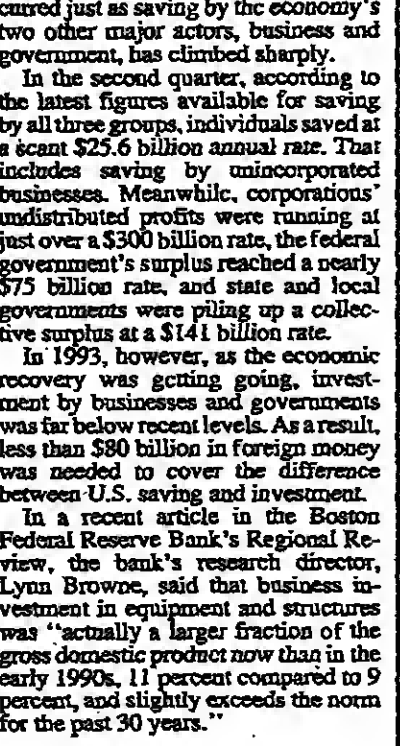 curred just as saving by the economy's
two other major actors, business and
government, has climbed sharply.
In the second quarter, according to
the latest figures available for saving
by all three groups, individuals saved at
a scant $25.6 billion annual rate. That
includes saving by unincorporated
businesses. Meanwhile, corporations'
undistributed profits were running at
just over a $300 billion rate, the federal
government's surplus reached a nearly
$75 billion rate, and state and local
governments were piling up a collec-
tive surplus at a $141 billion rate.
In 1993, however, as the economic
recovery was getting going, invest-
ment by businesses and governments
was far below recent levels. As a result,
less than $80 billion in foreign money
was needed to cover the difference
between U.S. saving and investment.
In a recent article in the Boston
Federal Reserve Bank's Regional Re-
view, the bank's research director,
Lynn Browne, said that business in-
vestment in equipment and structures
was "actually a larger fraction of the
gross domestic product now than in the
early 1990s, 11 percent compared to 9
percent, and slightly exceeds the norm
for the past 30 years."